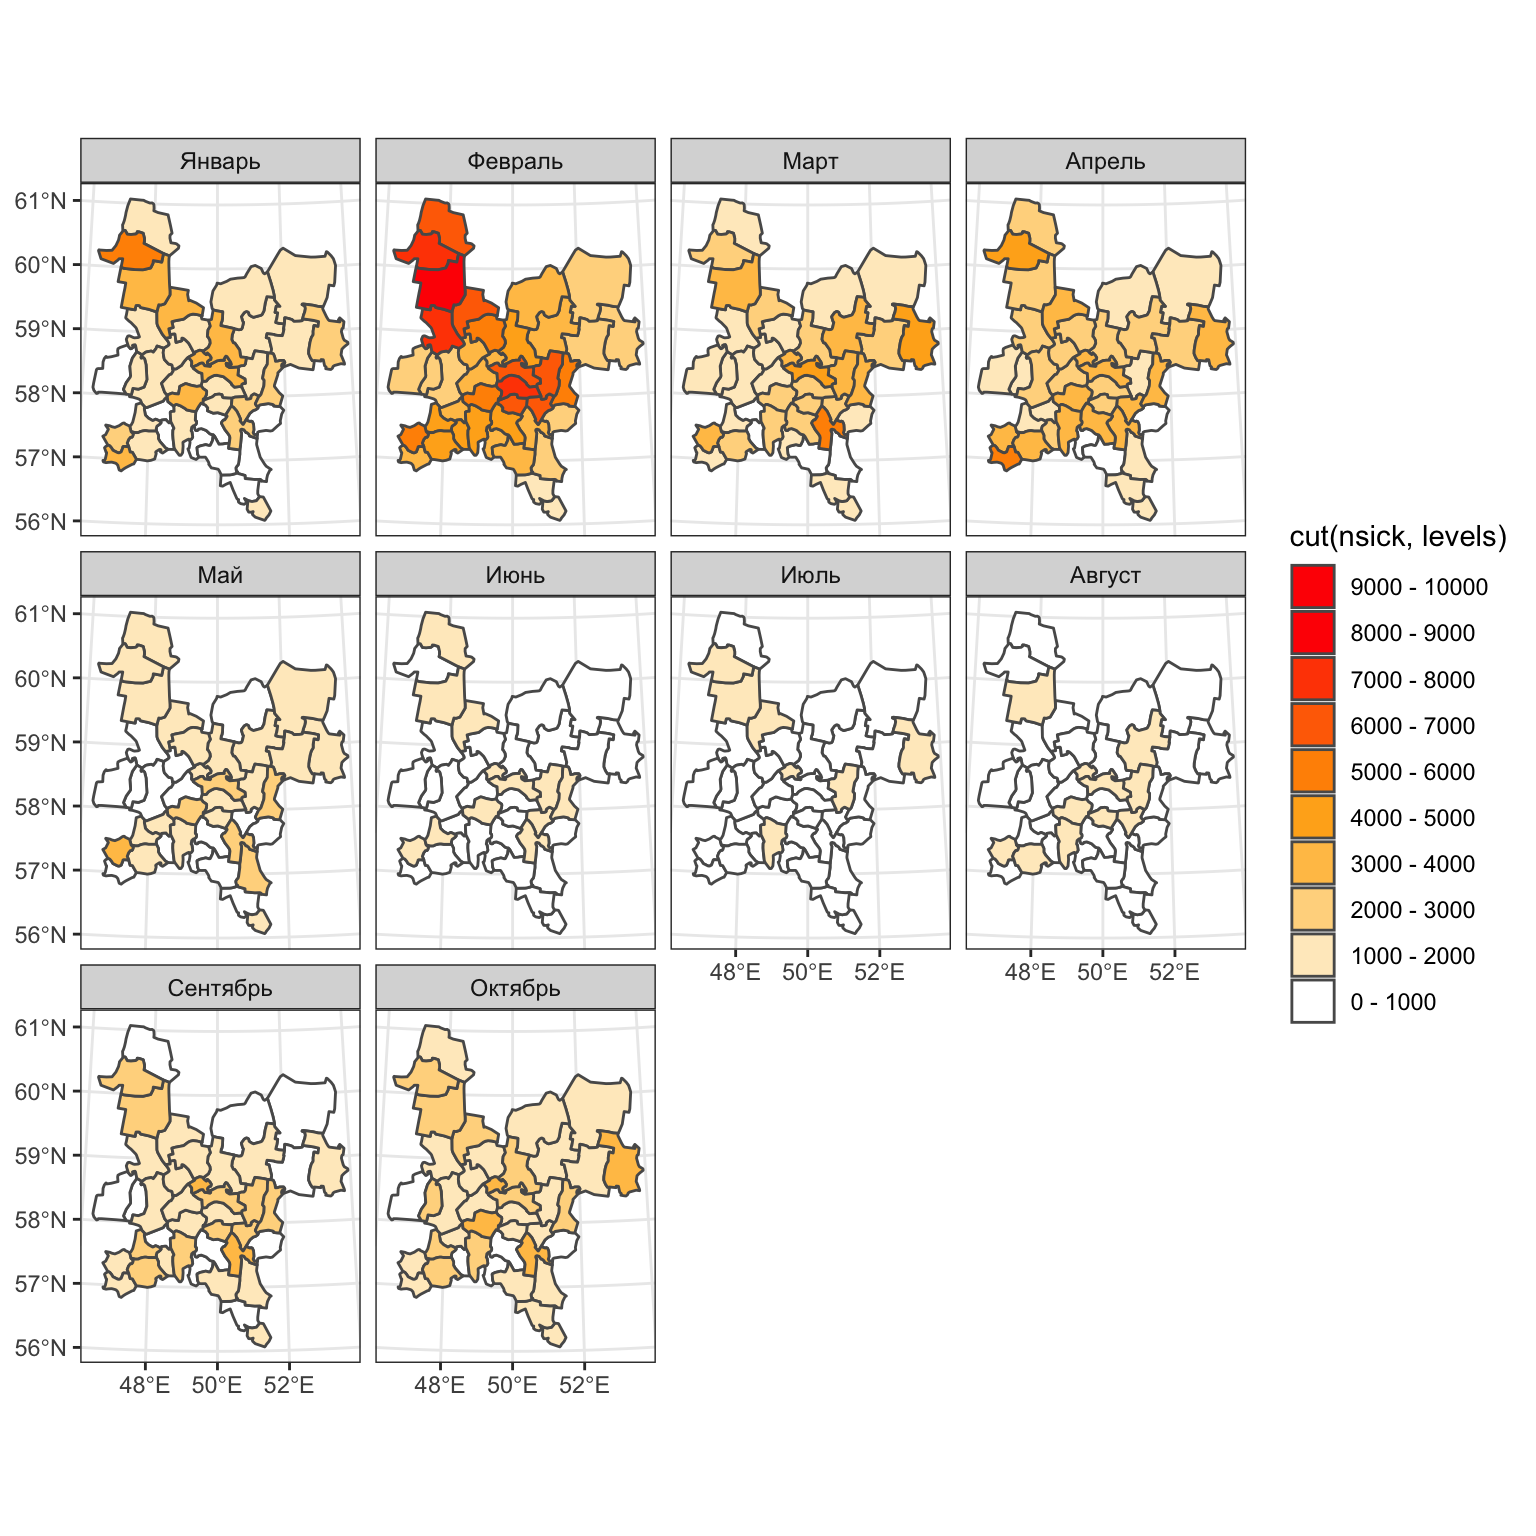 Январь
Февраль
Март
Апрель
61°N
60°N
59°N
58°N
57°N
56°N
Май
Июнь
Июль
Август
61°N
60°N
59°N
58°N
57°N
56°N
48°E 50°E 52°E
48°E 50°E 52°E
Сентябрь
Октябрь
61°N
60°N
59°N
58°N
57°N
56°N
48°E 50°E 52°E
48°E 50°E 52°E
cut(nsick, levels)
9000 - 10000
8000 - 9000
7000 - 8000
6000 - 7000
5000 - 6000
4000 - 5000
3000 - 4000
2000 - 3000
1000 - 2000
0 - 1000